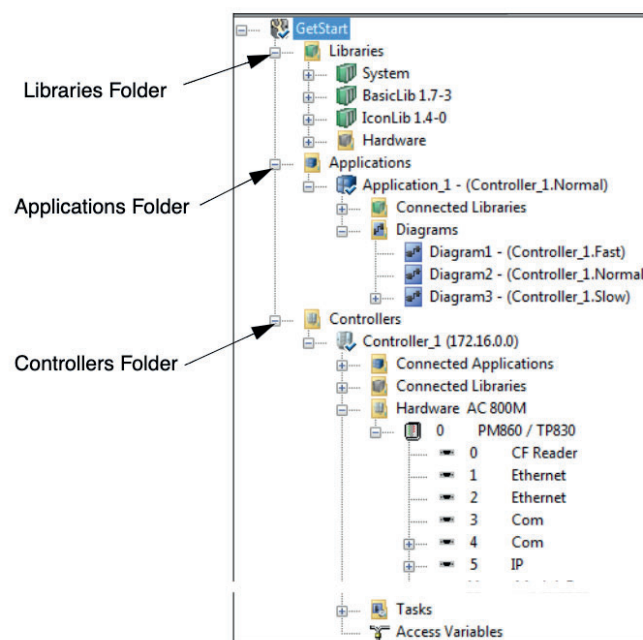 GetStart
Libraries Folder
Libraries
System
BasicLib 1.7-3
IconLib 1.4-0
Hardware
Applications Folder
Applications
Application_1 - (Controller_1.Normal)
Connected Libraries
Diagrams
Diagram1 - (Controller_1.Fast)
Diagram2 - (Controller_1.Normal
Diagram3 - (Controller_1.Slow)
Controllers Folder
Controllers
Controller_1 (172.16.0.0)
Connected Applications
Connected Libraries
Hardware AC 800M
0 PM860 / TP830
0 CF Reader
1 Ethernet
2 Ethernet
3 Com
4 Com
5 IP
Tasks
Access Variables